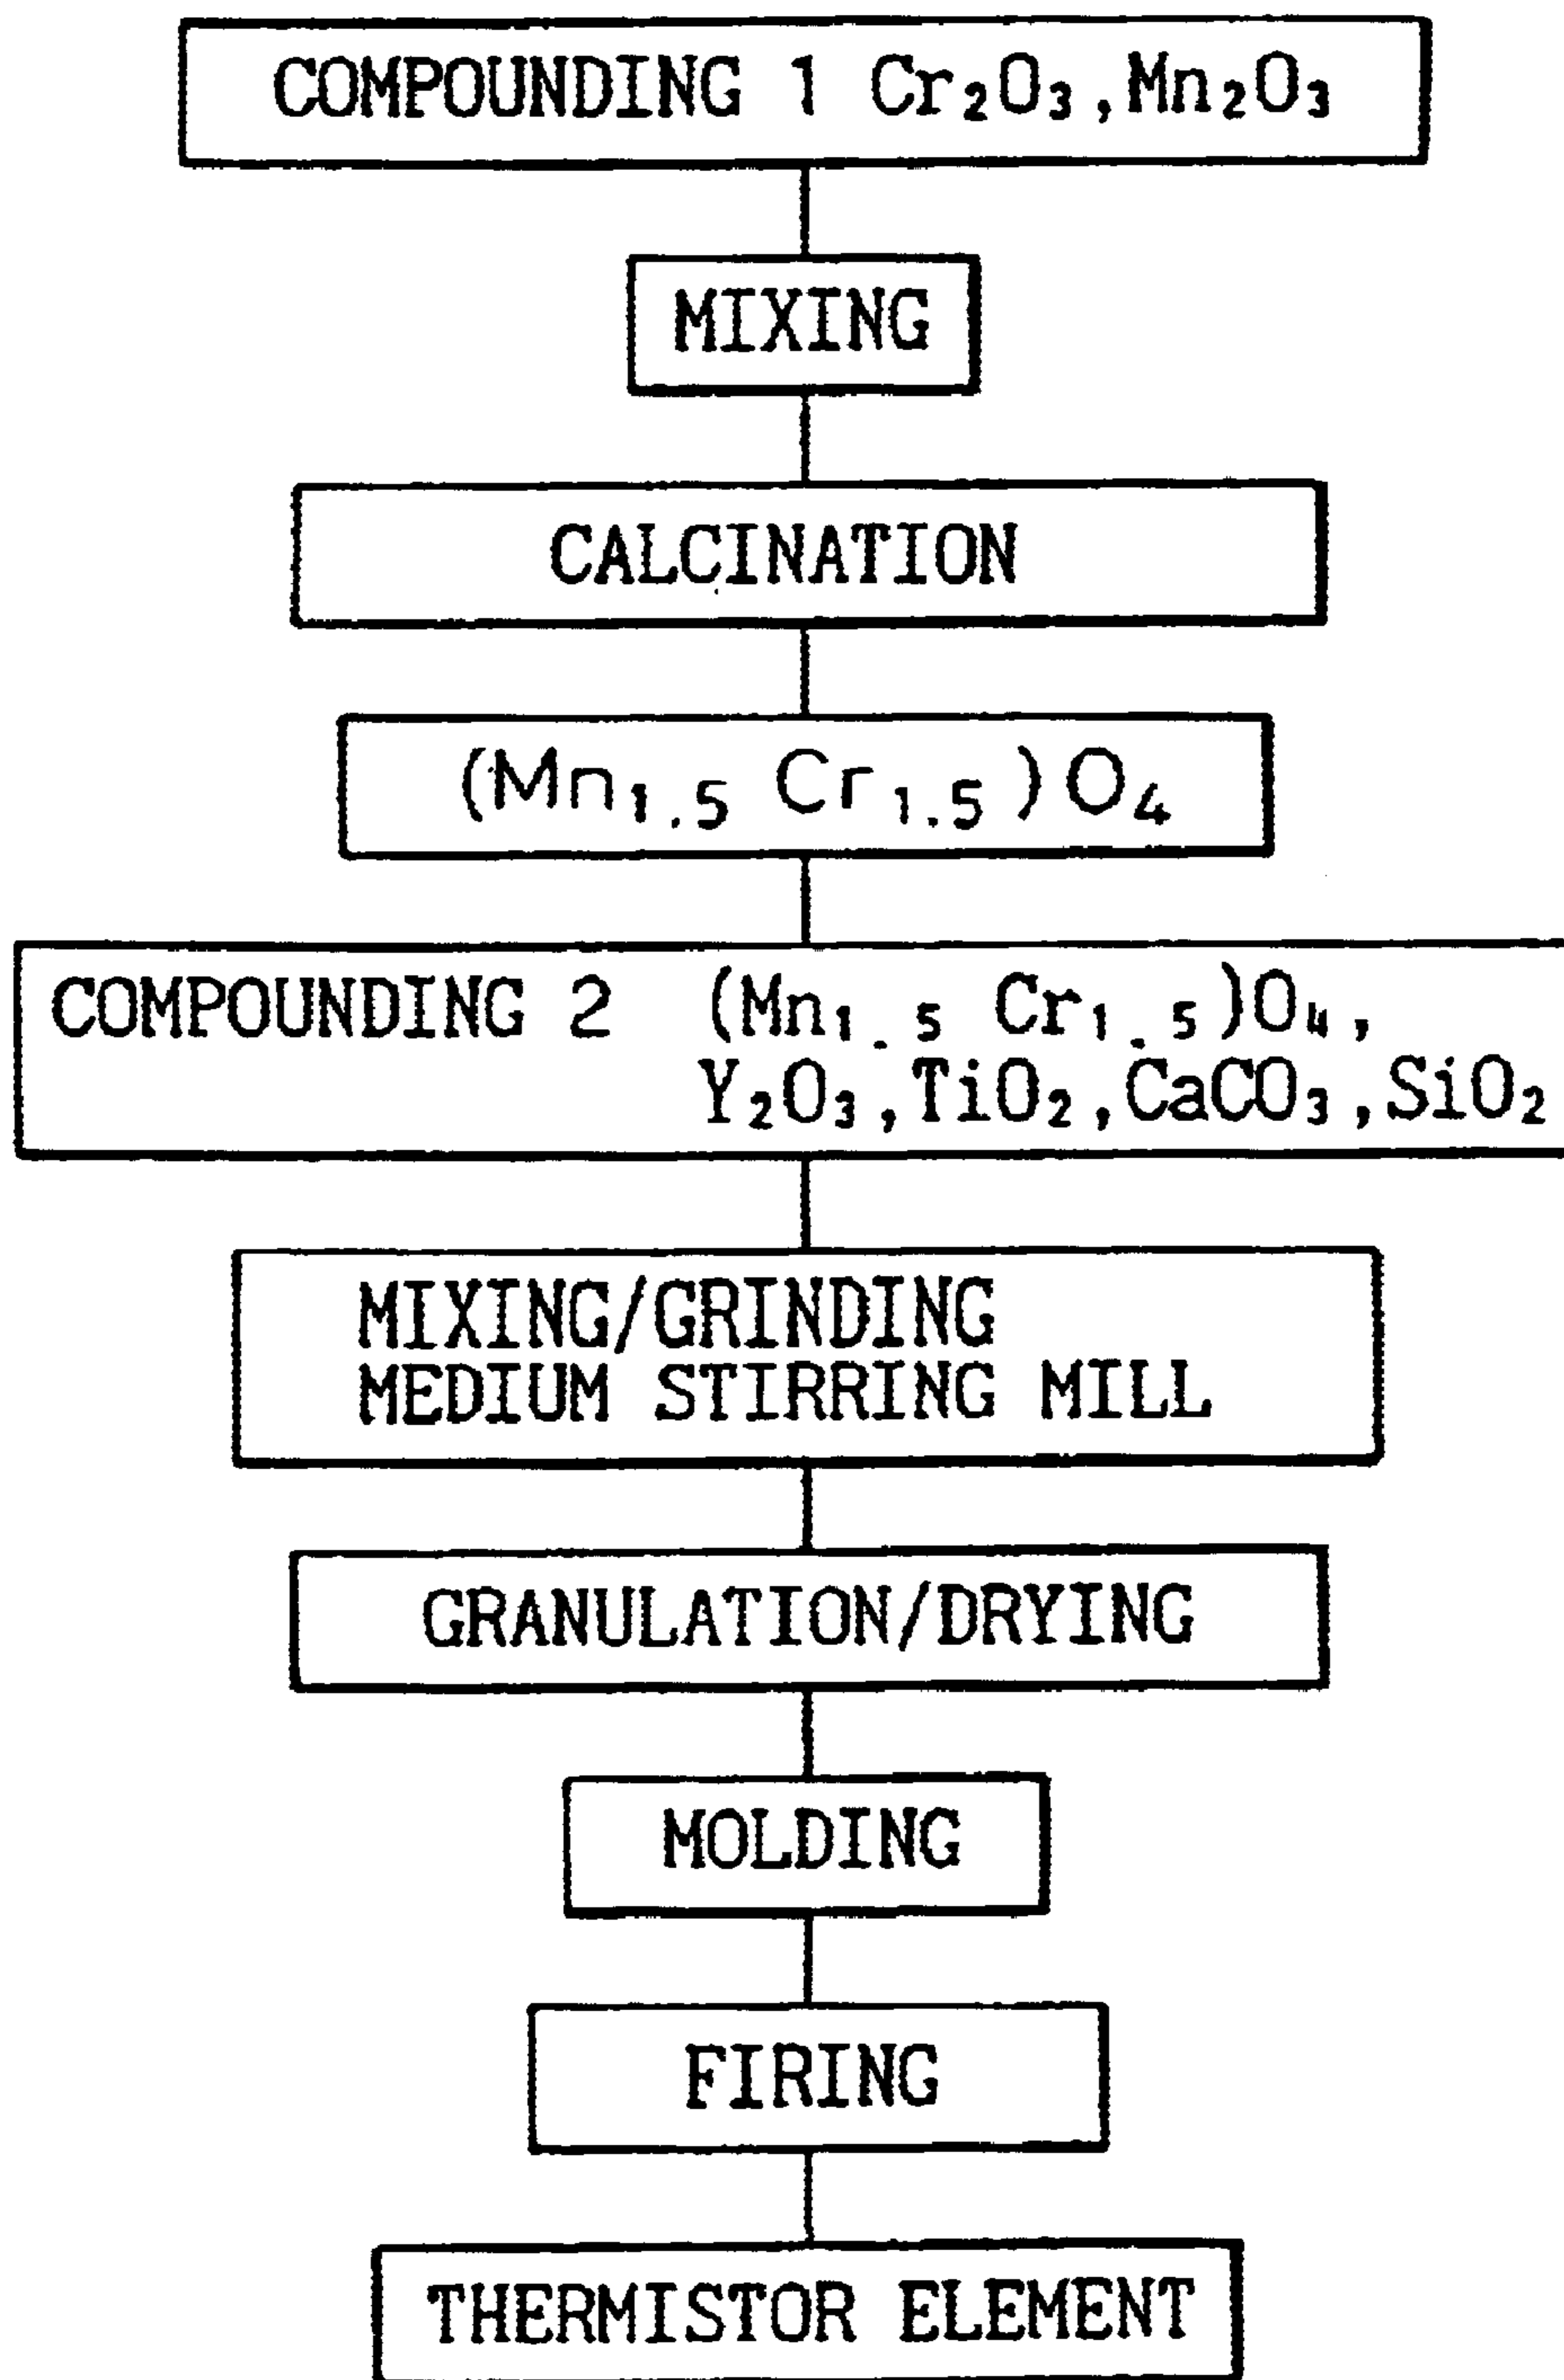 COMPOUNDING 1 Cr₂O₃,Mn₂O₃
MIXING
CALCINATION
(Mn₁.₅ Cr₁.₅)O₄
COMPOUNDING 2 (Mn₁.₅ Cr₁.₅)O₄,
Y₂O₃,TiO₂,CaCO₃,SiO₂
MIXING/GRINDING
MEDIUM STIRRING MILL
GRANULATION/DRYING
MOLDING
FIRING
THERMISTOR ELEMENT